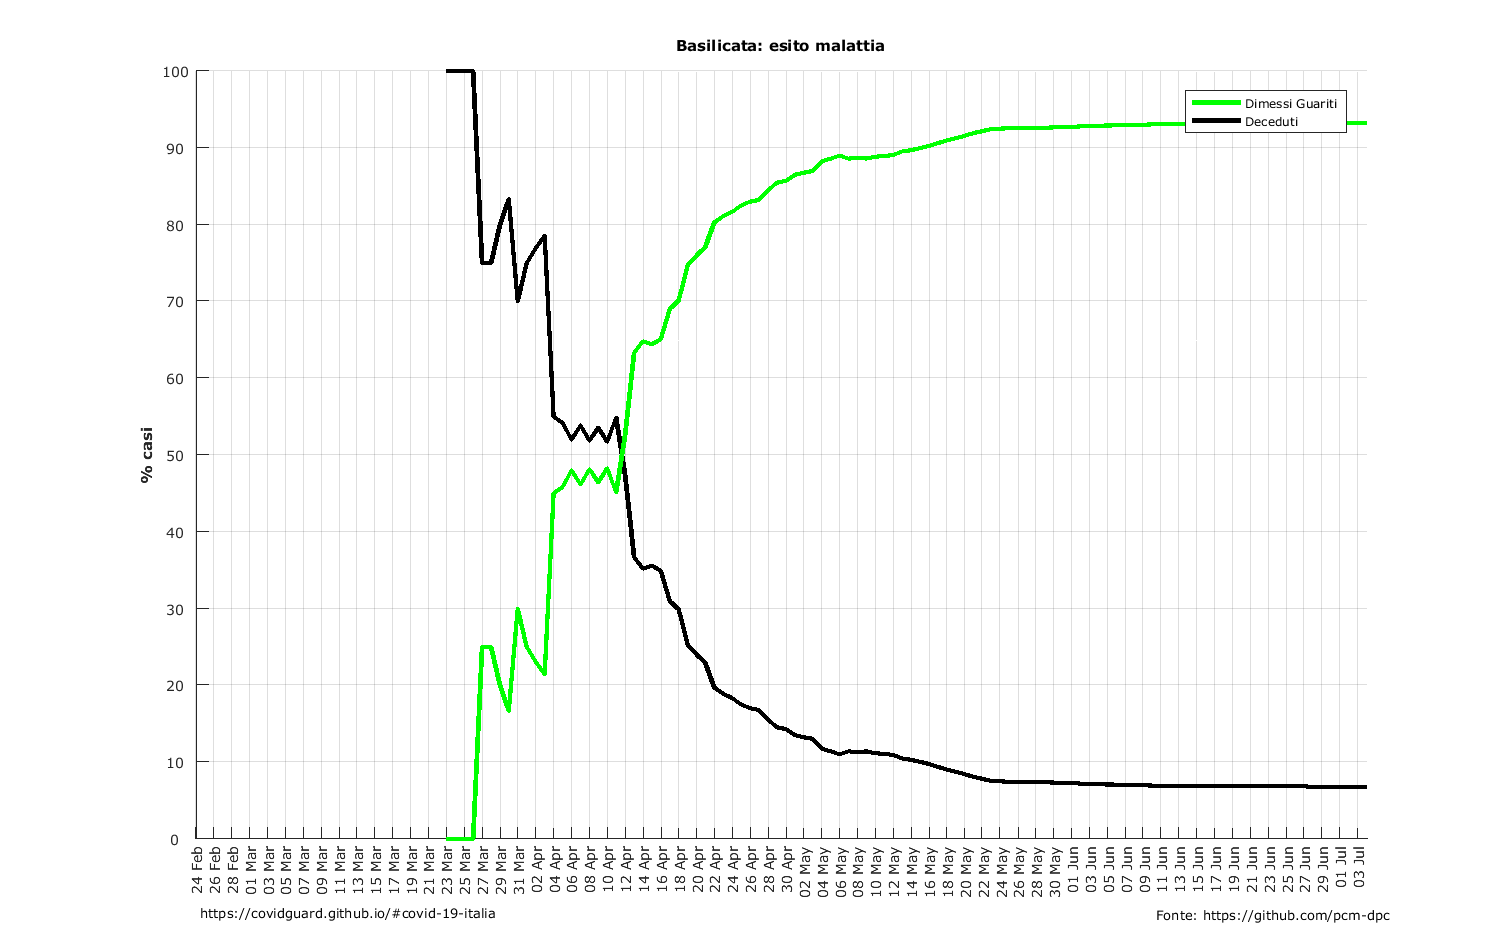 Basilicata: esito malattia
Dimessi Guariti
Deceduti
% casi
100
90
80
70
60
50
40
30
20
10
0
24 Feb
26 Feb
28 Feb
01 Mar
03 Mar
05 Mar
07 Mar
09 Mar
11 Mar
13 Mar
15 Mar
17 Mar
19 Mar
21 Mar
23 Mar
25 Mar
27 Mar
29 Mar
31 Mar
02 Apr
04 Apr
06 Apr
08 Apr
10 Apr
12 Apr
14 Apr
16 Apr
18 Apr
20 Apr
22 Apr
24 Apr
26 Apr
28 Apr
30 Apr
02 May
04 May
06 May
08 May
10 May
12 May
14 May
16 May
18 May
20 May
22 May
24 May
26 May
28 May
30 May
01 Jun
03 Jun
05 Jun
07 Jun
09 Jun
11 Jun
13 Jun
15 Jun
17 Jun
19 Jun
21 Jun
23 Jun
25 Jun
27 Jun
29 Jun
01 Jul
03 Jul
https://covidguard.github.io/#covid-19-italia
Fonte: https://github.com/pcm-dpc